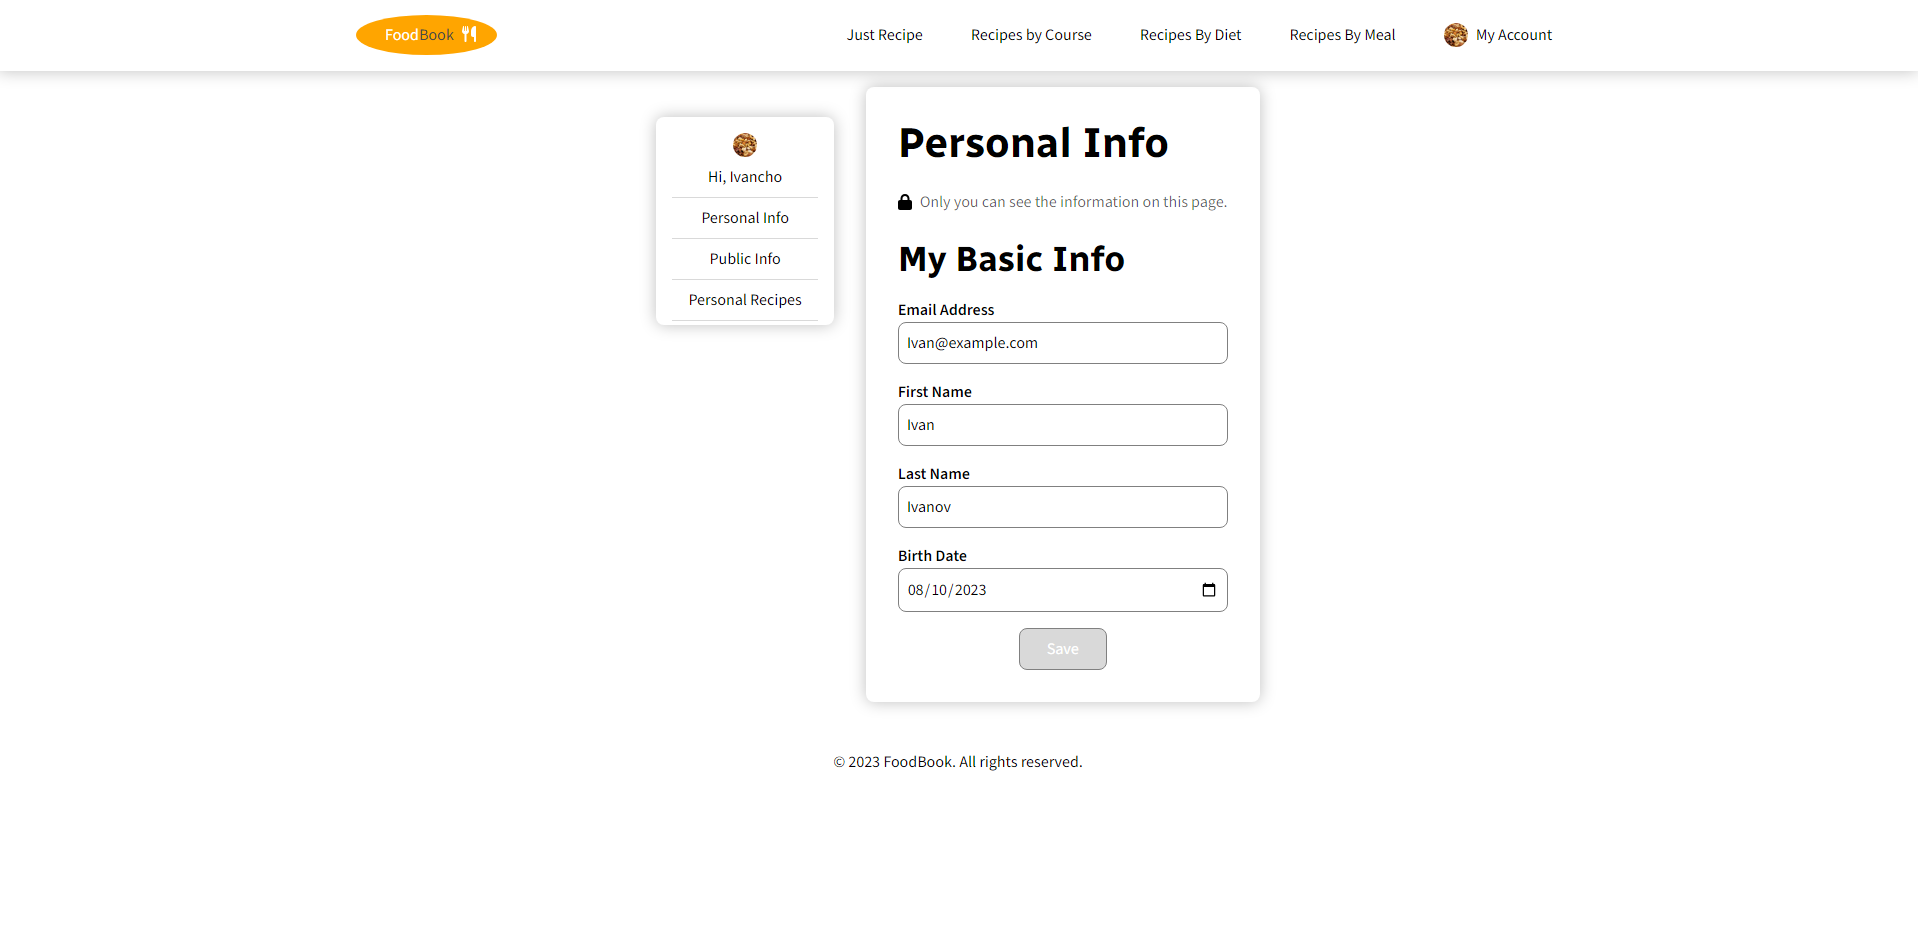 FoodBook
Just Recipe
Recipes by Course
Recipes By Diet
Recipes By Meal
My Account
Hi, Ivancho
Personal Info
Public Info
Personal Recipes
Personal Info
Only you can see the information on this page.
My Basic Info
Email Address
Ivan@example.com
First Name
Ivan
Last Name
Ivanov
Birth Date
08/10/2023
Save
© 2023 FoodBook. All rights reserved.